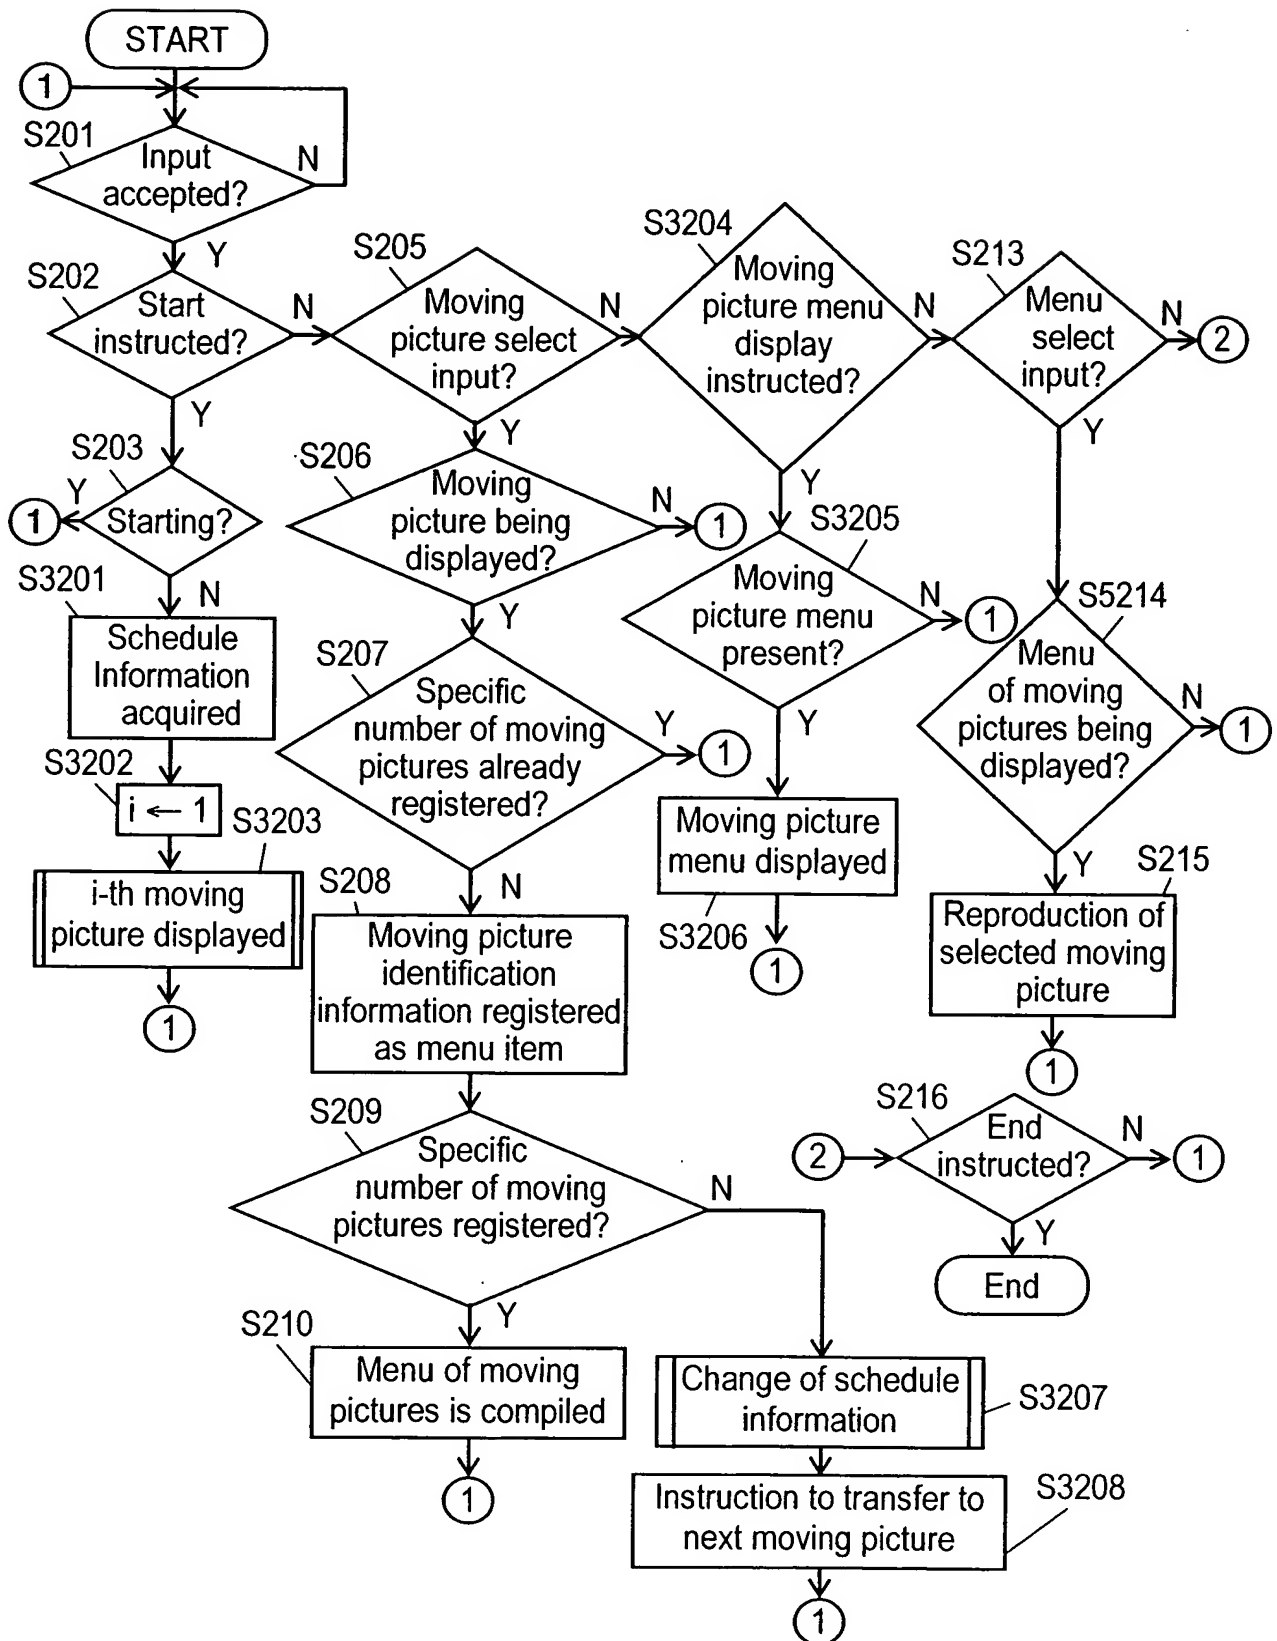 START
1
S201
Input
accepted?
N
Y
S202
Start
instructed?
N
Y
S203
Starting?
Y
1
N
S3201
Schedule
Information
acquired
S3202
i ← 1
S3203
i-th moving
picture displayed
1
S205
Moving
picture select
input?
N
Y
S206
Moving
picture being
displayed?
N
1
Y
S207
Specific
number of moving
pictures already
registered?
Y
1
N
S208
Moving picture
identification
information registered
as menu item
S209
Specific
number of moving
pictures registered?
N
Y
S210
Menu of moving
pictures is compiled
1
Change of schedule
information
S3207
Instruction to transfer to
next moving picture
S3208
1
S3204
Moving
picture menu
display
instructed?
N
Y
S3205
Moving
picture menu
present?
N
1
Y
Moving picture
menu displayed
S3206
1
S213
Menu
select
input?
N
2
Y
S5214
Menu
of moving
pictures being
displayed?
N
1
Y
S215
Reproduction of
selected moving
picture
1
S216
2
End
instructed?
N
1
Y
End